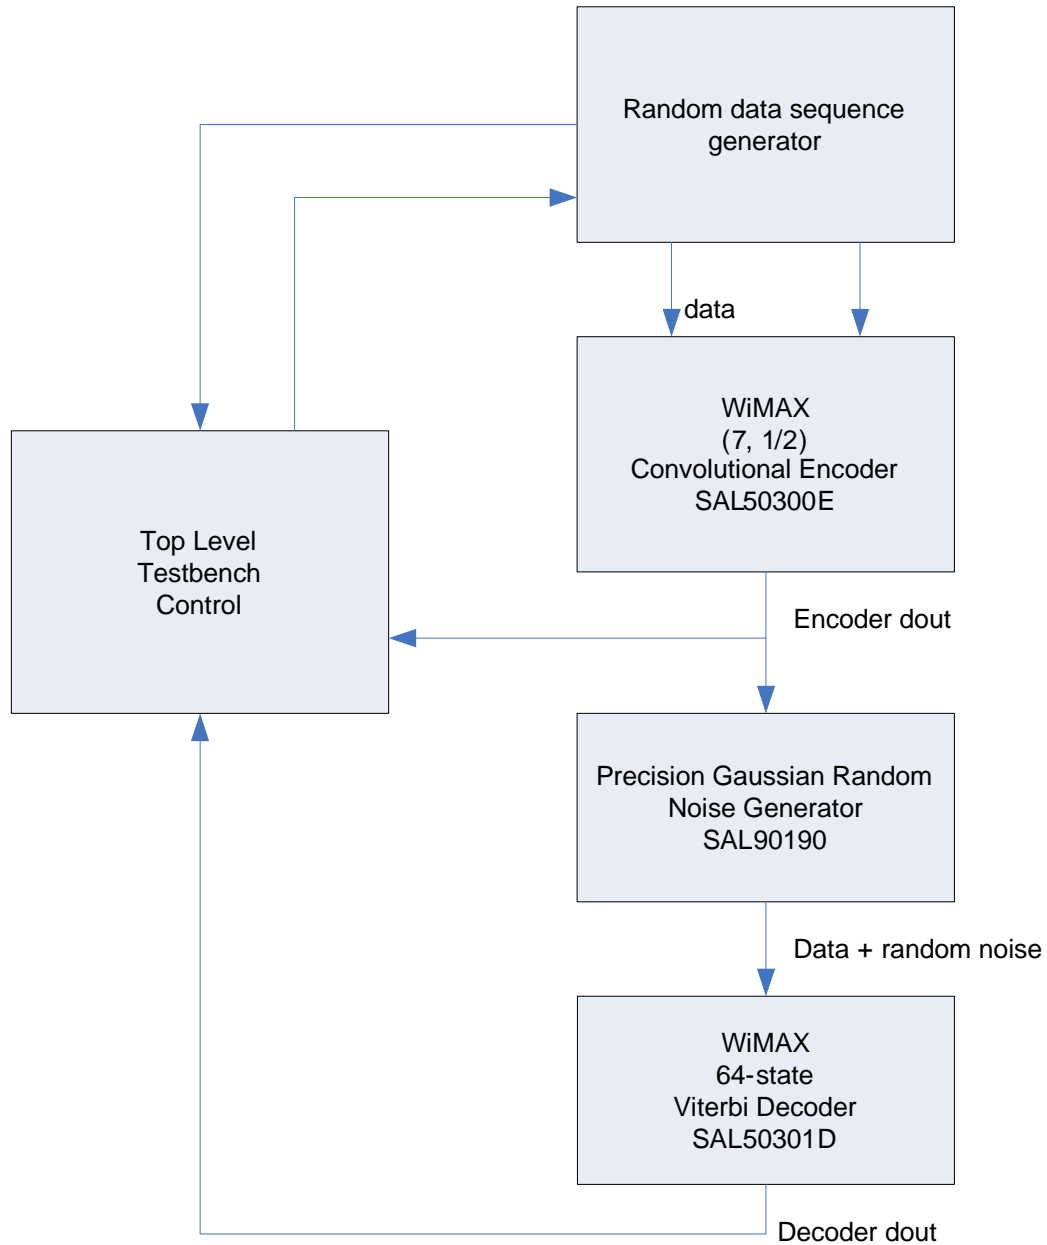 Random data sequence
generator
data
WiMAX
(7, 1/2)
Convolutional Encoder
SAL50300E
Top Level
Testbench
Control
Encoder dout
Precision Gaussian Random
Noise Generator
SAL90190
Data + random noise
WiMAX
64-state
Viterbi Decoder
SAL50301D
Decoder dout